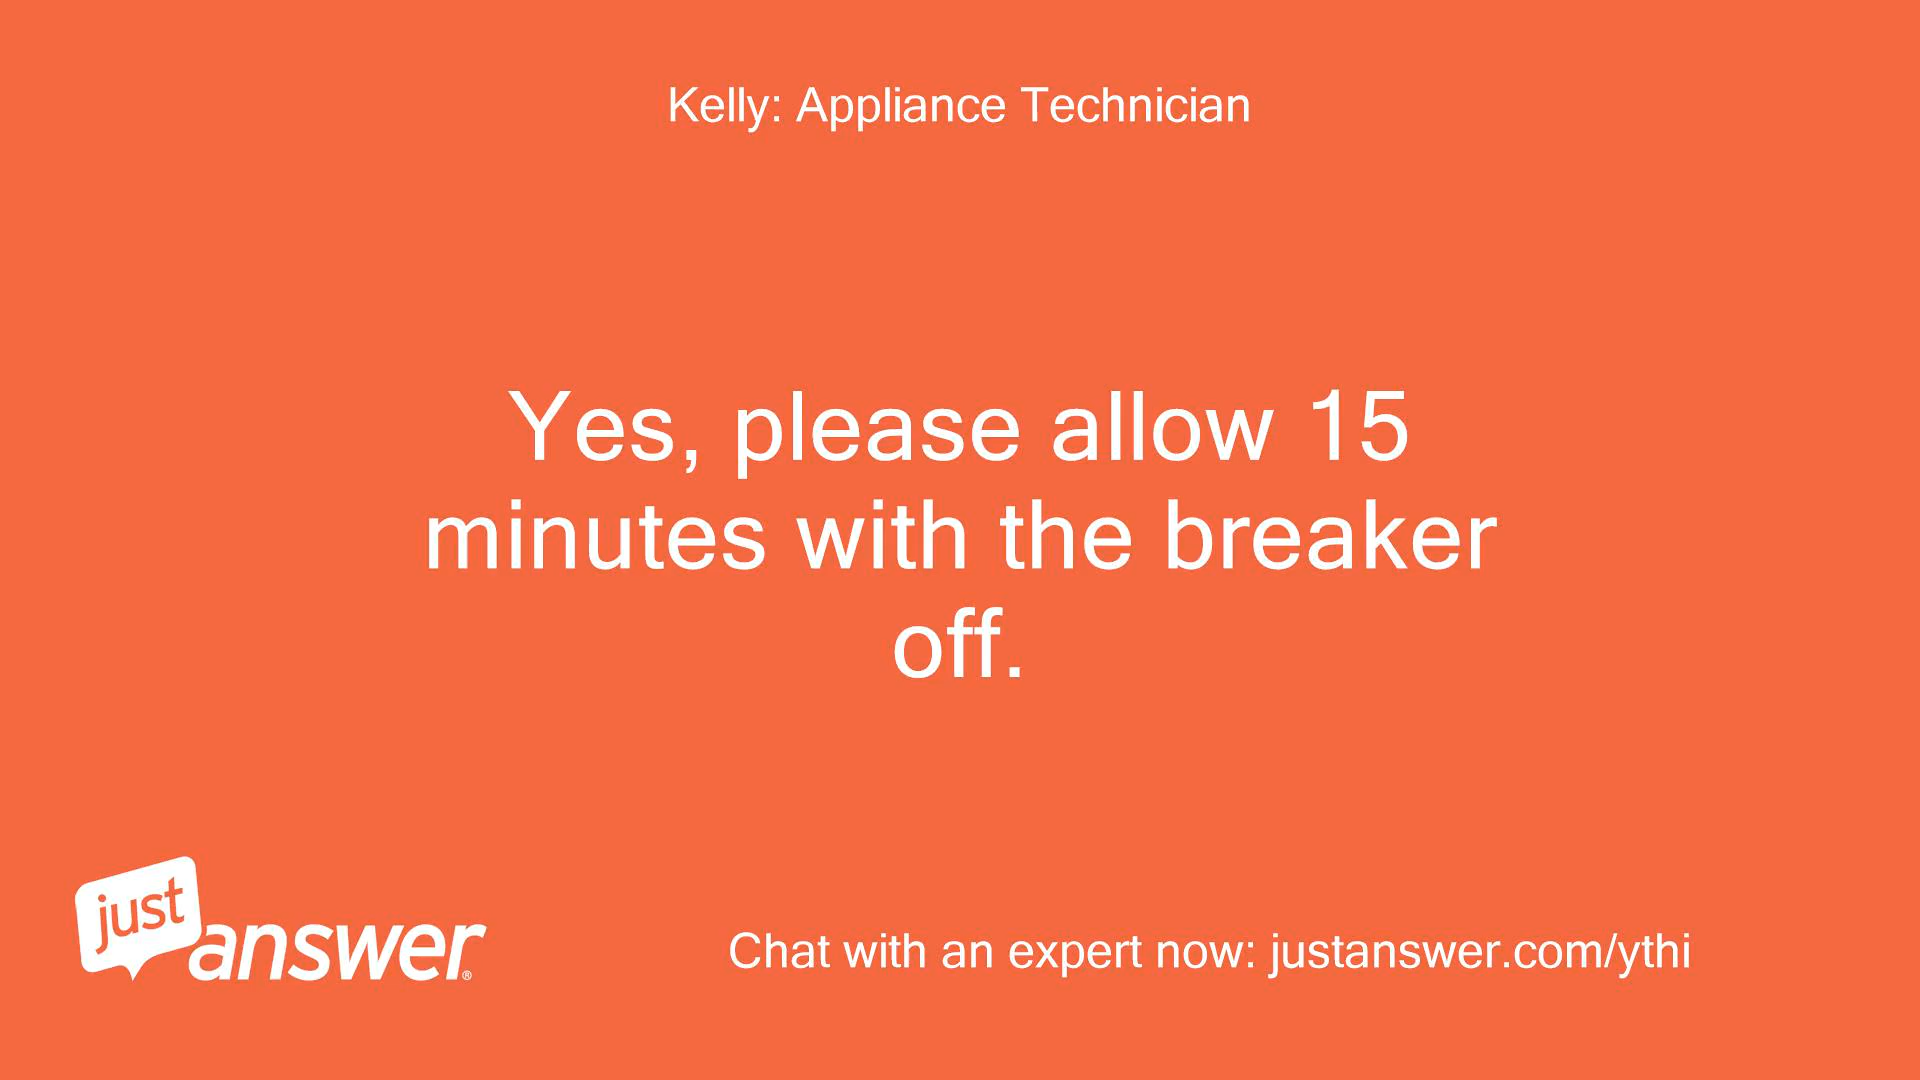 Kelly: Appliance Technician
Yes, please allow 15
minutes with the breaker
off.
just
answer®
Chat with an expert now: justanswer.com/ythi